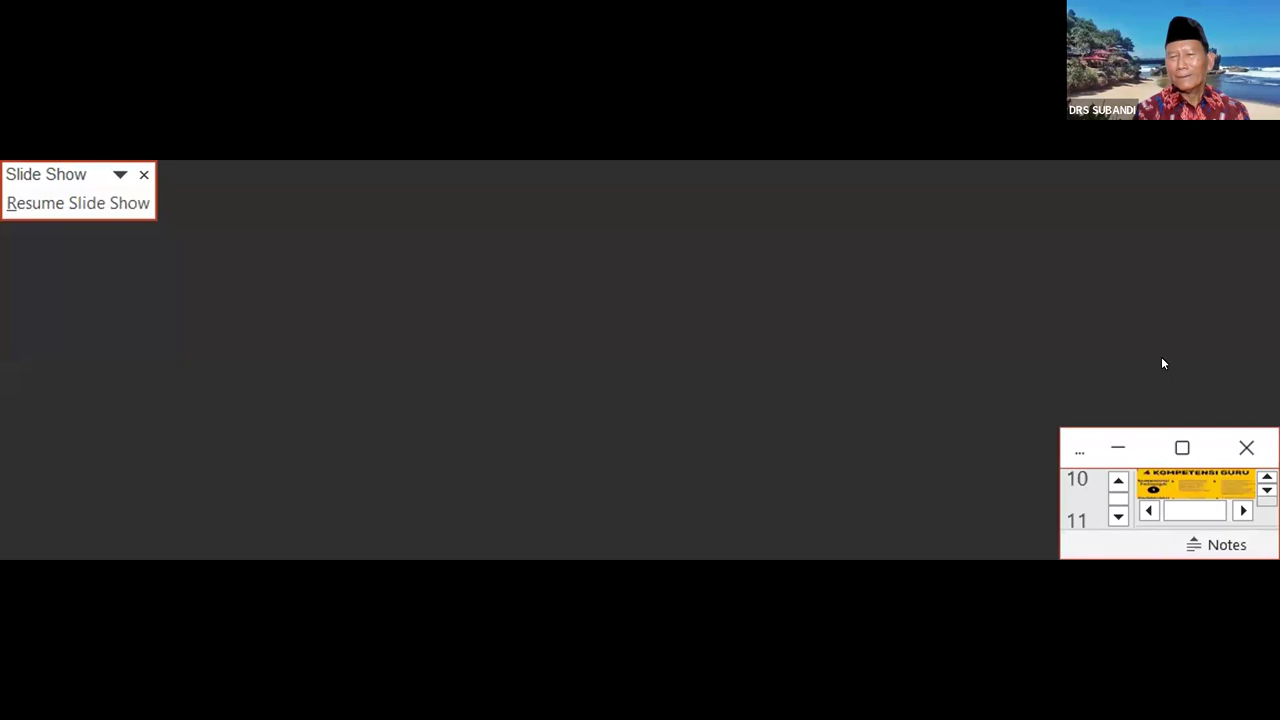 DRS SUBANDI
Slide Show
Resume Slide Show
...
10
4 KOMPETENSI GURU
11
Notes